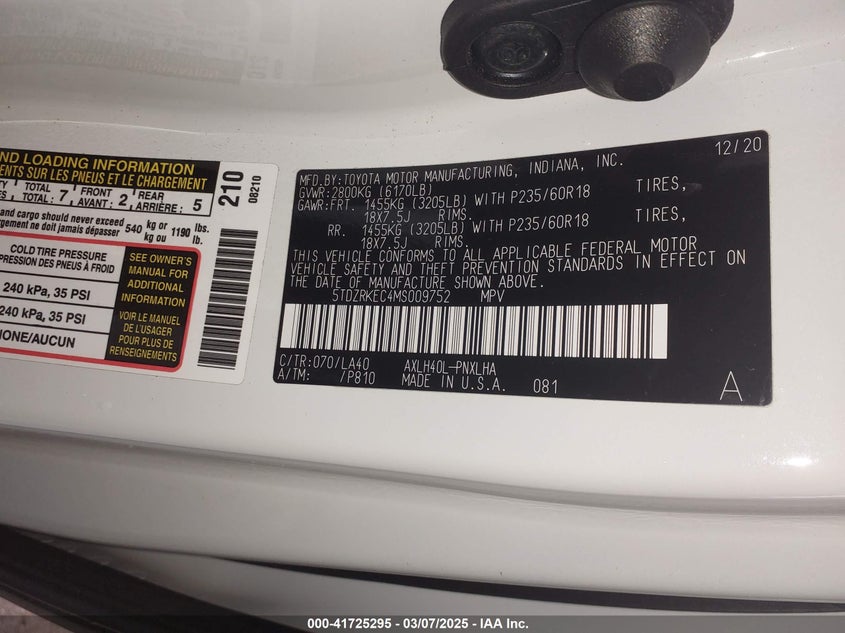 ND LOADING INFORMATION
ENTS SUR LES PNEUS ET LE CHARGEMENT
TOTAL 7 FRONT 2 REAR 5
TOTAL : AVANT : ARRIÈRE :
and cargo should never exceed 540 kg or 1190 lbs.
ne doit jamais dépasser kg ou lb.
COLD TIRE PRESSURE
PRESSION DES PNEUS À FROID
240 kPa, 35 PSI
240 kPa, 35 PSI
NONE/AUCUN
SEE OWNER'S
MANUAL FOR
ADDITIONAL
INFORMATION
VOIR LE MANUEL
DE L'USAGER
POUR PLUS DE
RENSEIGNEMENTS
210
08210
12/20
MFD.BY:TOYOTA MOTOR MANUFACTURING, INDIANA, INC.
GVWR:2800KG (6170LB)
GAWR:FRT. 1455KG (3205LB) WITH P235/60R18 TIRES,
18X7.5J RIMS.
RR. 1455KG (3205LB) WITH P235/60R18 TIRES,
18X7.5J RIMS.
THIS VEHICLE CONFORMS TO ALL APPLICABLE FEDERAL MOTOR
VEHICLE SAFETY AND THEFT PREVENTION STANDARDS IN EFFECT ON
THE DATE OF MANUFACTURE SHOWN ABOVE.
5TDZRKEC4MS009752 MPV
C/TR:070/LA40 AXLH40L-PNXLHA
A/TM: /P810 MADE IN U.S.A. 081
A
000-41725295 - 03/07/2025 - IAA Inc.